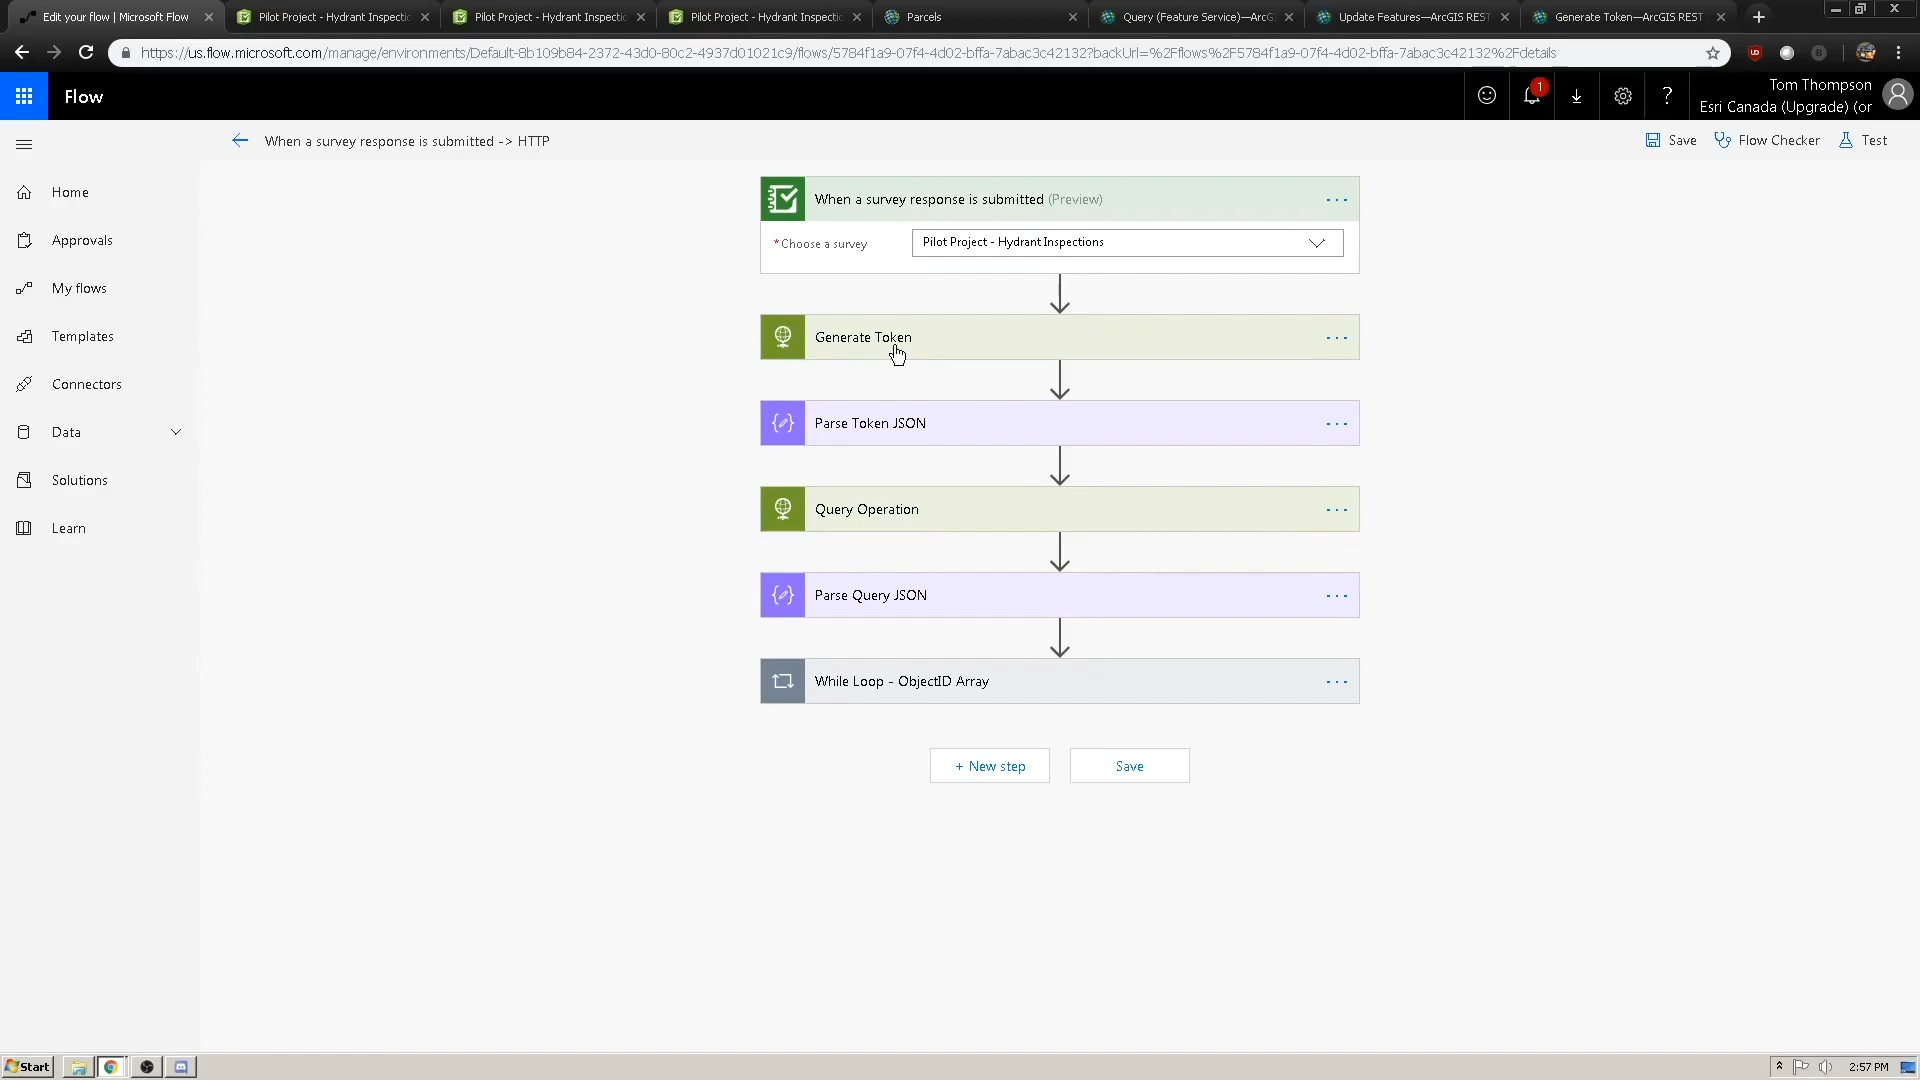 Edit your flow | Microsoft Flow
Pilot Project - Hydrant Inspectio
Pilot Project - Hydrant Inspectio
Pilot Project - Hydrant Inspectio
Parcels
Query (Feature Service)—ArcG
Update Features—ArcGIS REST
Generate Token—ArcGIS REST
https://us.flow.microsoft.com/manage/environments/Default-8b109b84-2372-43d0-80c2-4937d01021c9/flows/5784f1a9-07f4-4d02-bffa-7abac3c42132?backUrl=%2Fflows%2F5784f1a9-07f4-4d02-bffa-7abac3c42132%2Fdetails
Flow
1
?
Tom Thompson
Esri Canada (Upgrade) (or
When a survey response is submitted -> HTTP
Save
Flow Checker
Test
Home
Approvals
My flows
Templates
Connectors
Data
Solutions
Learn
When a survey response is submitted (Preview)
*Choose a survey
Pilot Project - Hydrant Inspections
Generate Token
Parse Token JSON
Query Operation
Parse Query JSON
While Loop - ObjectID Array
+ New step
Save
Start
2:57 PM